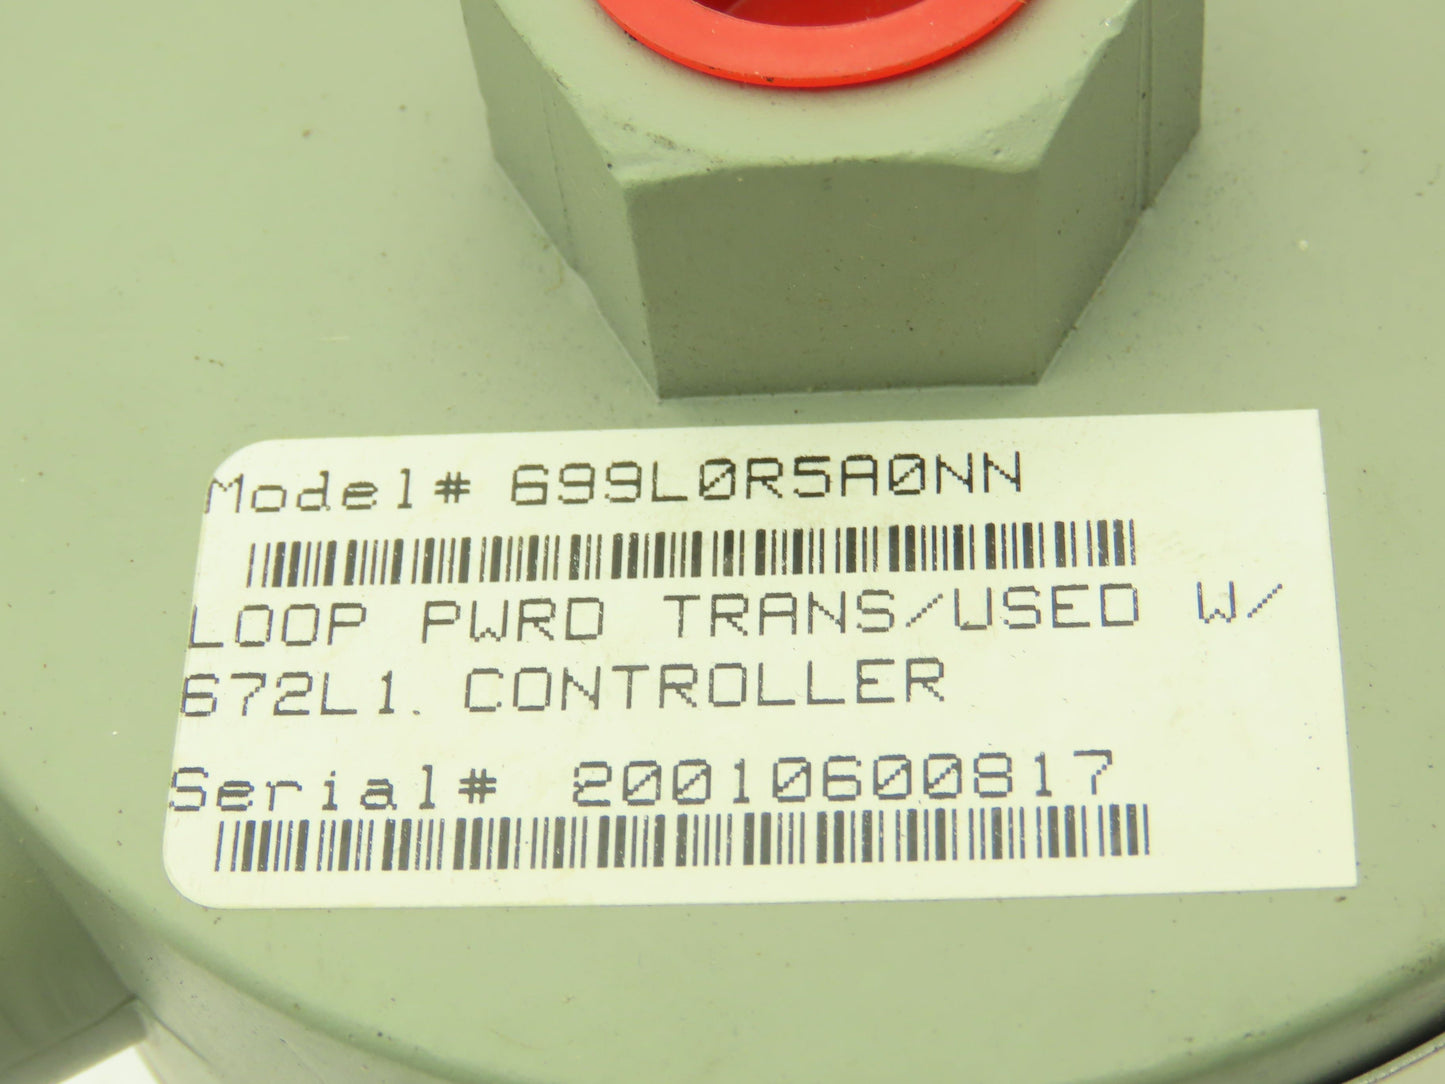 Model# 699L0R5A0NN
LOOP PWRD TRANS/USED W/
672L1. CONTROLLER
Serial# 20010600817